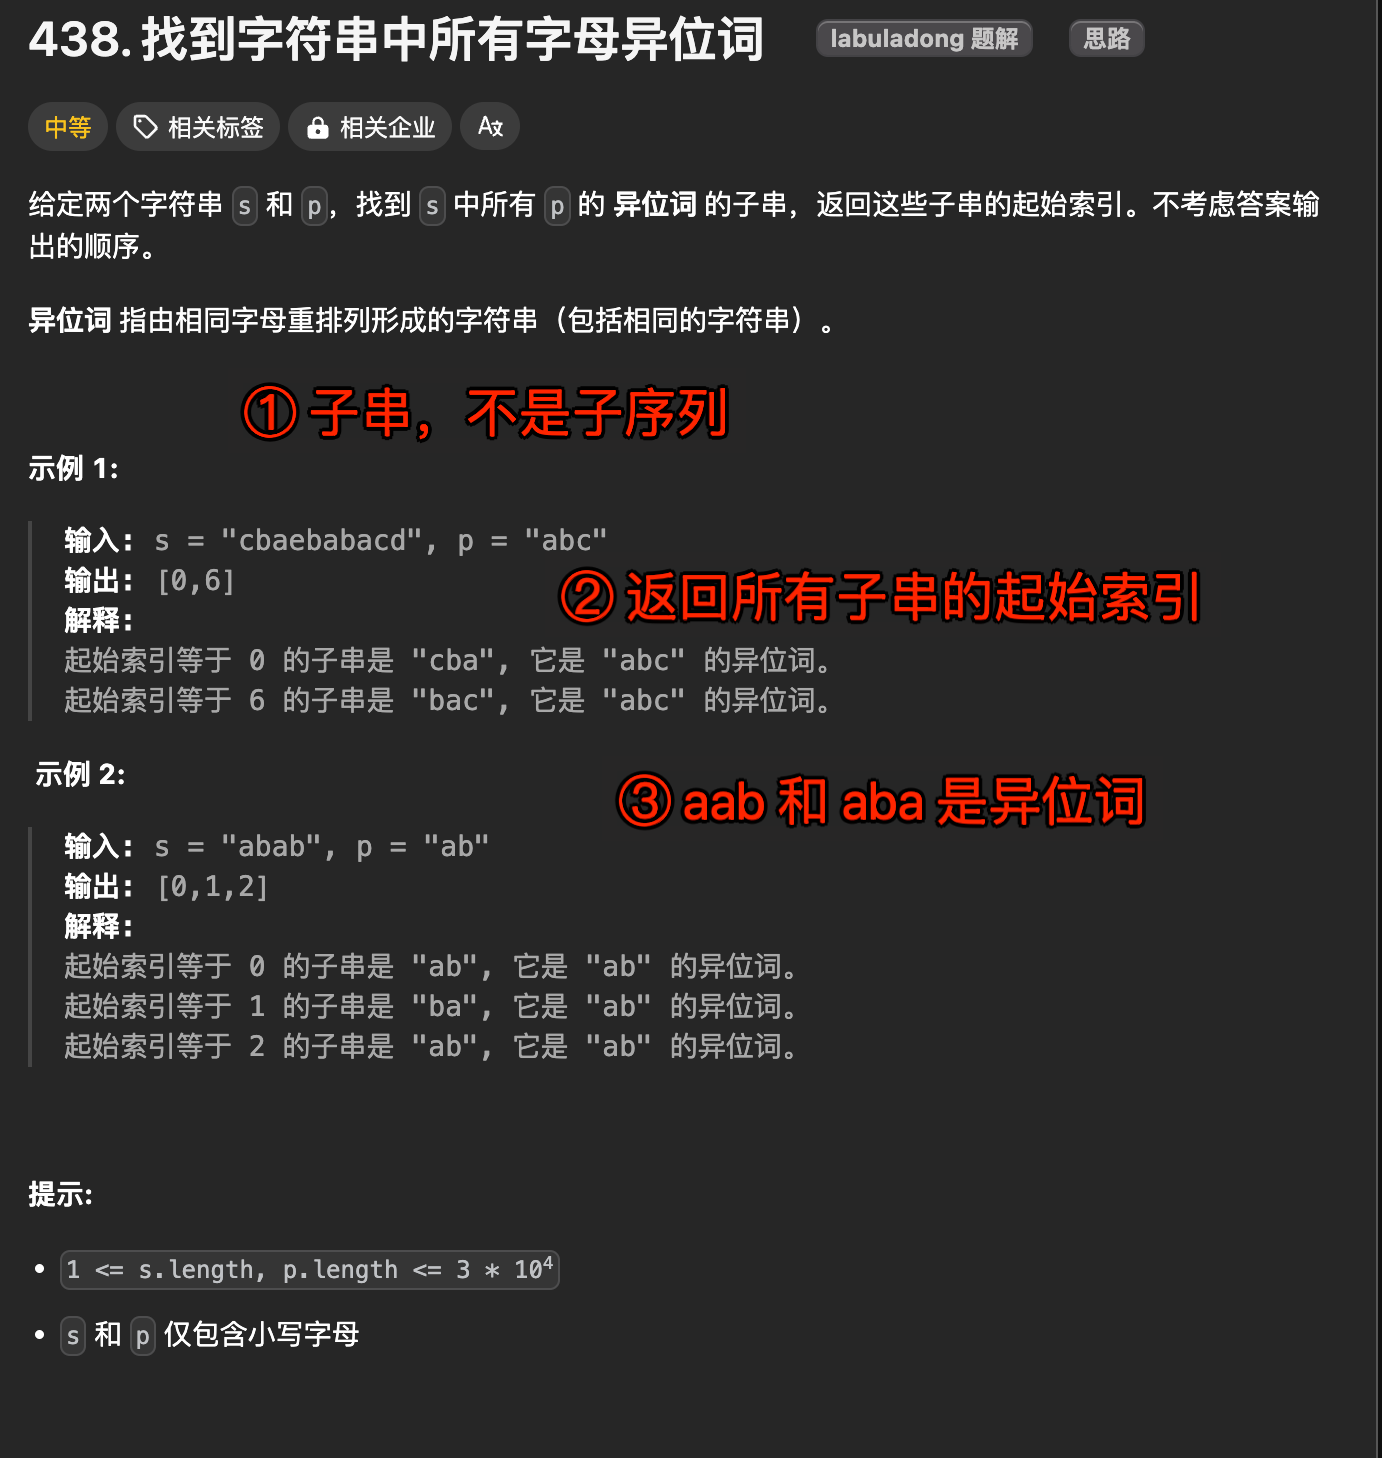 438. 找到字符串中所有字母异位词 labuladong 题解 思路
中等 相关标签 相关企业 A文
给定两个字符串 s 和 p，找到 s 中所有 p 的 异位词 的子串，返回这些子串的起始索引。不考虑答案输
出的顺序。
异位词 指由相同字母重排列形成的字符串（包括相同的字符串）。
① 子串，不是子序列
示例 1:
输入: s = "cbaebabacd", p = "abc"
输出: [0,6]
② 返回所有子串的起始索引
解释:
起始索引等于 0 的子串是 "cba", 它是 "abc" 的异位词。
起始索引等于 6 的子串是 "bac", 它是 "abc" 的异位词。
示例 2:
③ aab 和 aba 是异位词
输入: s = "abab", p = "ab"
输出: [0,1,2]
解释:
起始索引等于 0 的子串是 "ab", 它是 "ab" 的异位词。
起始索引等于 1 的子串是 "ba", 它是 "ab" 的异位词。
起始索引等于 2 的子串是 "ab", 它是 "ab" 的异位词。
提示:
• 1 <= s.length, p.length <= 3 * 10⁴
• s 和 p 仅包含小写字母